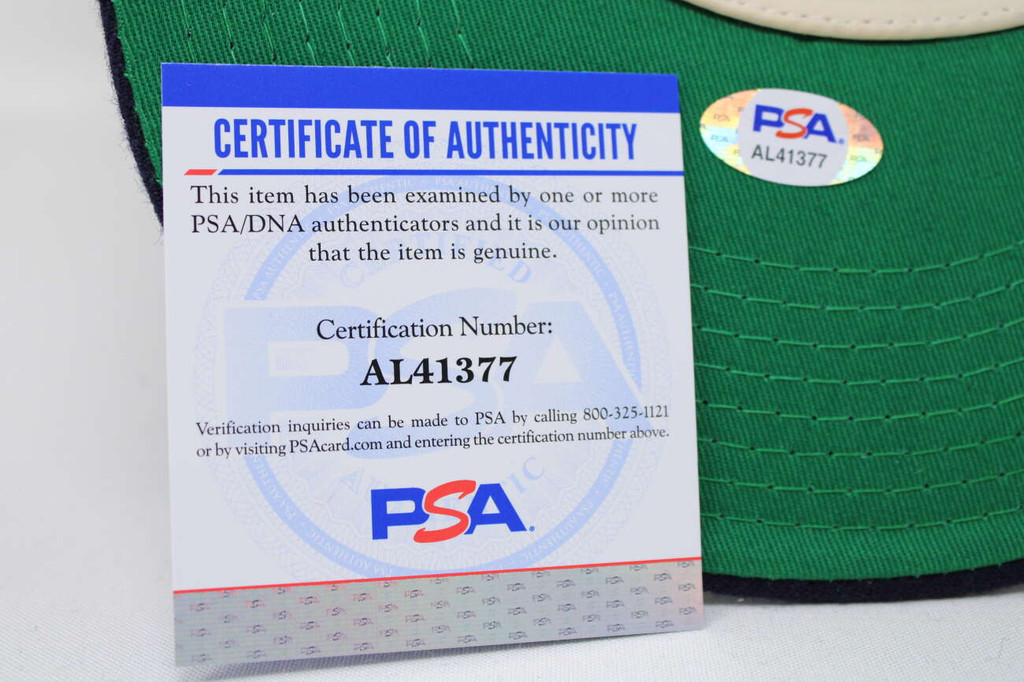 CERTIFICATE OF AUTHENTICITY
This item has been examined by one or more
PSA/DNA authenticators and it is our opinion
that the item is genuine.
Certification Number:
AL41377
Verification inquiries can be made to PSA by calling 800-325-1121
or by visiting PSAcard.com and entering the certification number above.
PSA
PSA
AL41377